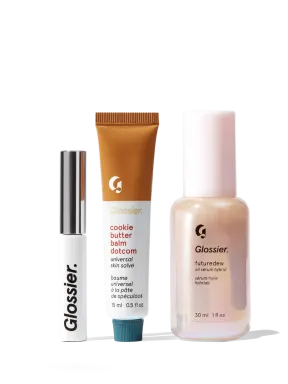 Glossier.
G
Glossier.
cookie
butter
balm
dotcom
universal
skin salve
baume
universel
à la pâte
de spéculoos
15 ml 0.5 fl oz
G
Glossier.
futuredew
oil serum hybrid
sérum-huile
hybride
30 ml 1 fl oz